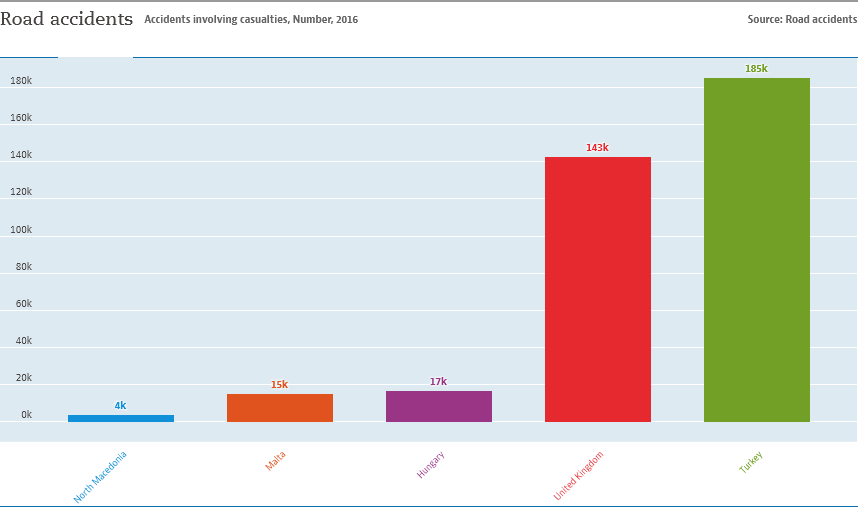 Road accidents Accidents involving casualties, Number, 2016 Source: Road accidents
185k
180k
160k
143k
140k
120k
100k
80k
60k
40k
20k
17k
15k
4k
0k
North Macedonia Malta Hungary United Kingdom Turkey